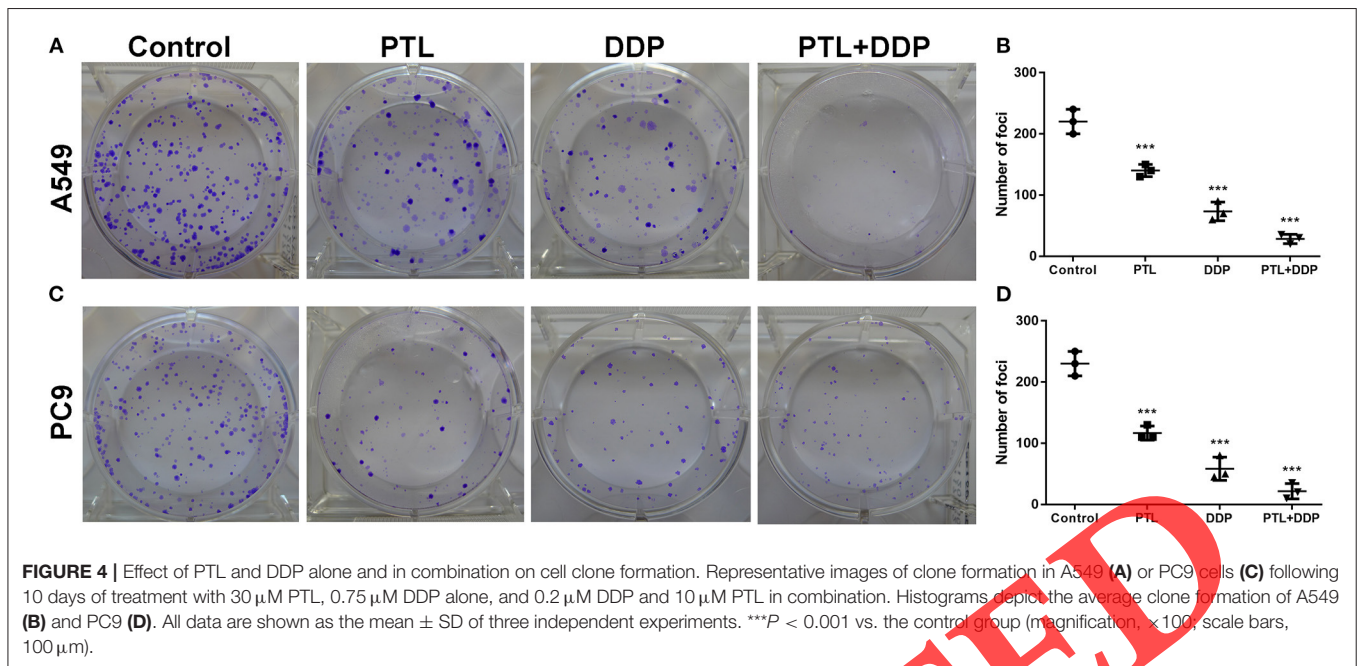 A
Control
PTL
DDP
PTL+DDP
A549
B
300
200
100
0
Number of foci
***
***
***
Control
PTL
DDP
PTL+DDP
C
PC9
D
300
200
100
0
Number of foci
***
***
***
Control
PTL
DDP
PTL+DDP
FIGURE 4 | Effect of PTL and DDP alone and in combination on cell clone formation. Representative images of clone formation in A549 (A) or PC9 cells (C) following
10 days of treatment with 30 μM PTL, 0.75 μM DDP alone, and 0.2 μM DDP and 10 μM PTL in combination. Histograms depict the average clone formation of A549
(B) and PC9 (D). All data are shown as the mean ± SD of three independent experiments. ***P < 0.001 vs. the control group (magnification, ×100; scale bars,
100 μm).
TED